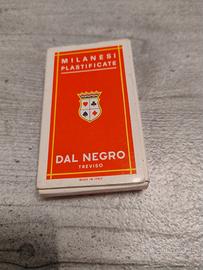 MILANESI
PLASTIFICATE
DAL NEGRO
TREVISO
MADE IN ITALY